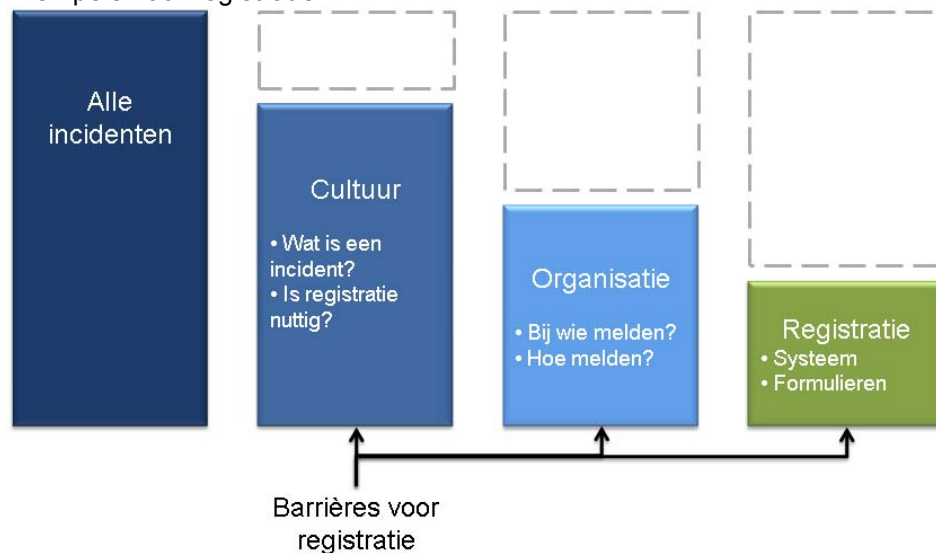 Alle
incidenten
Cultuur
• Wat is een
incident?
• Is registratie
nuttig?
Organisatie
• Bij wie melden?
• Hoe melden?
Registratie
• Systeem
• Formulieren
Barrières voor
registratie